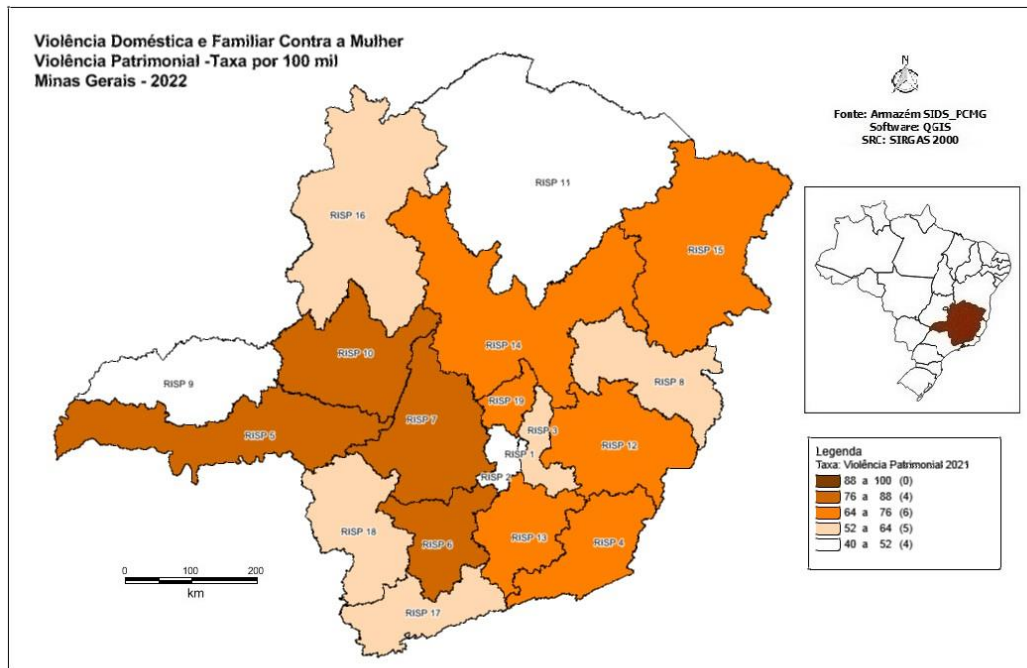 Violência Doméstica e Familiar Contra a Mulher
Violência Patrimonial -Taxa por 100 mil
Minas Gerais - 2022
N
Fonte: Armazém SIDS_PCMG
Software: QGIS
SRC: SIRGAS 2000
RISP 11
RISP 16
RISP 15
RISP 14
RISP 10
RISP 9
RISP 8
RISP 19
RISP 7
RISP 3
RISP 5
RISP 12
RISP 1
RISP 2
RISP 18
RISP 6
RISP 13
RISP 4
RISP 17
0 100 200
km
Legenda
Taxa: Violência Patrimonial 2021
88 a 100 (0)
76 a 88 (4)
64 a 76 (6)
52 a 64 (5)
40 a 52 (4)